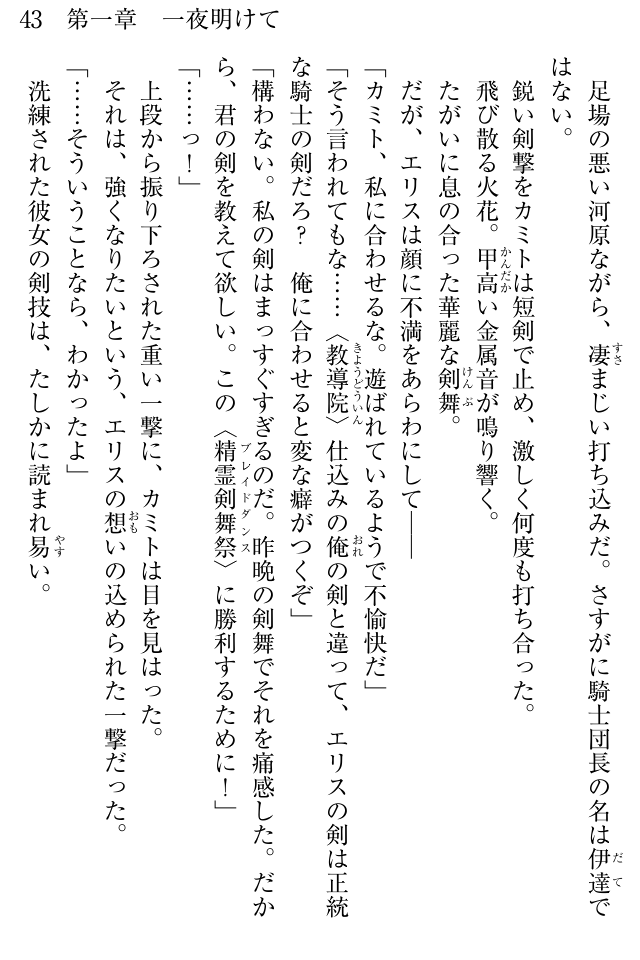 43　第一章　一夜明けて
　足場の悪い河原ながら、凄まじい打ち込みだ。さすがに騎士団長の名は伊達で
はない。
　鋭い剣撃をカミトは短剣で止め、激しく何度も打ち合った。
　飛び散る火花。甲高い金属音が鳴り響く。
　たがいに息の合った華麗な剣舞。
　だが、エリスは顔に不満をあらわにして――
「カミト、私に合わせるな。遊ばれているようで不愉快だ」
「そう言われてもな……〈教導院〉仕込みの俺の剣と違って、エリスの剣は正統
な騎士の剣だろ？　俺に合わせると変な癖がつくぞ」
「構わない。私の剣はまっすぐすぎるのだ。昨晩の剣舞でそれを痛感した。だか
ら、君の剣を教えて欲しい。この〈精霊剣舞祭〉に勝利するために！」
「……っ！」
　上段から振り下ろされた重い一撃に、カミトは目を見はった。
　それは、強くなりたいという、エリスの想いの込められた一撃だった。
「……そういうことなら、わかったよ」
　洗練された彼女の剣技は、たしかに読まれ易い。